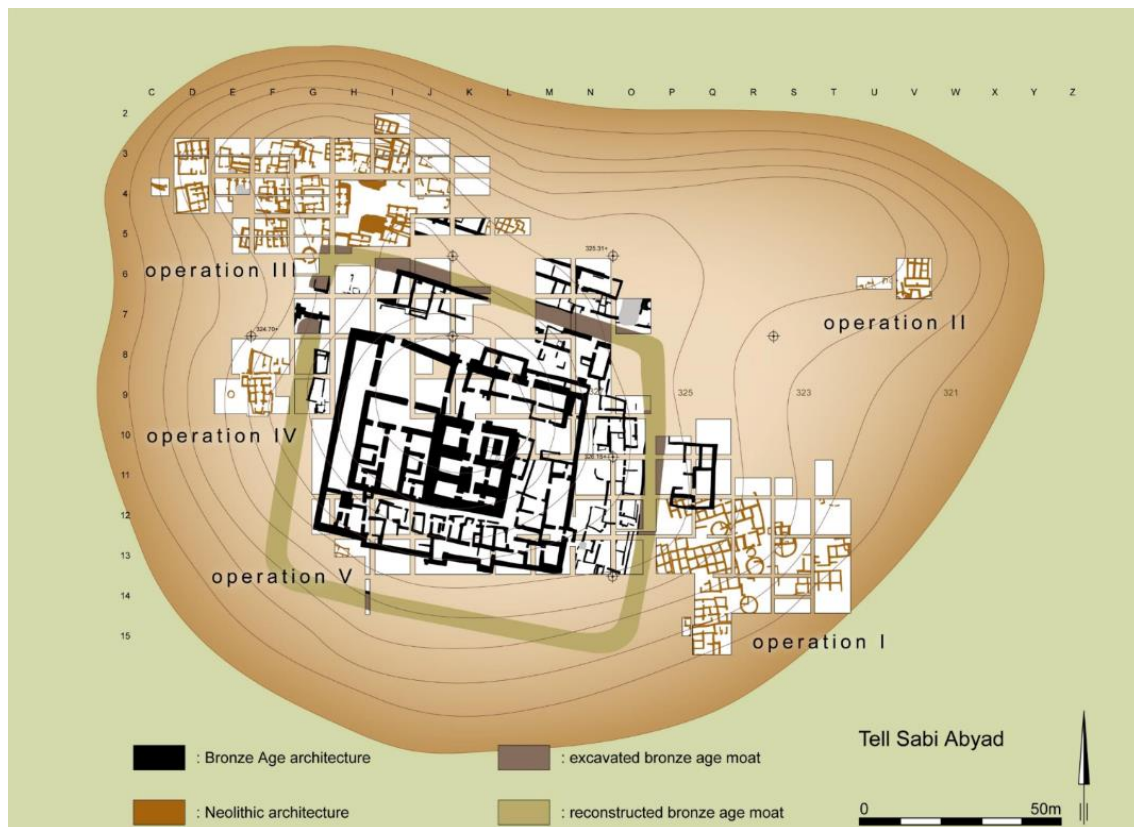 C D E F G H I J K L M N O P Q R S T U V W X Y Z
2
3
4
5
6
7
8
9
10
11
12
13
14
15
operation III
325.31+
operation II
324.70+
325
323
321
operation IV
operation V
operation I
Tell Sabi Abyad
: Bronze Age architecture
: excavated bronze age moat
: Neolithic architecture
: reconstructed bronze age moat
0
50m